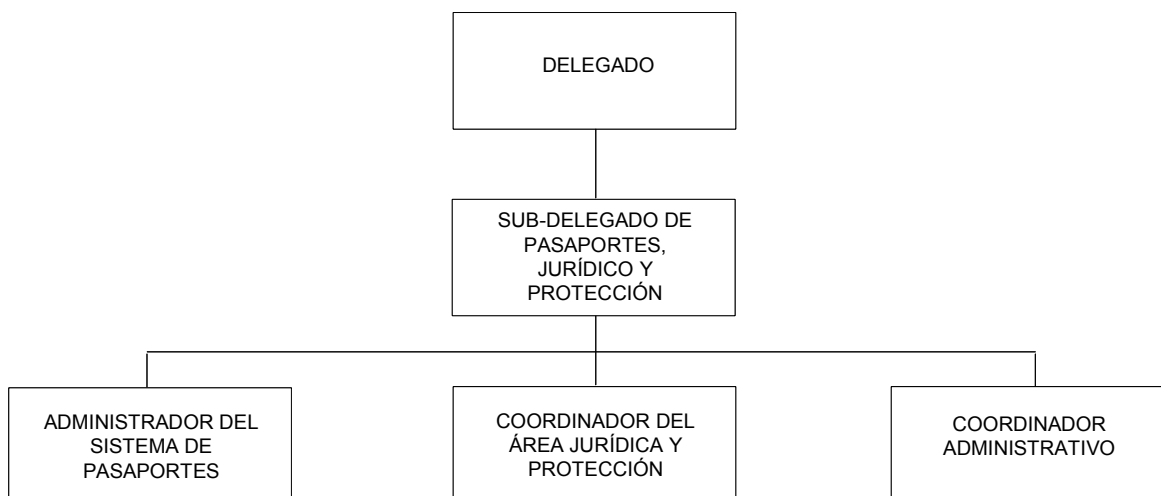 DELEGADO
SUB-DELEGADO DE
PASAPORTES,
JURÍDICO Y
PROTECCIÓN
ADMINISTRADOR DEL
SISTEMA DE
PASAPORTES
COORDINADOR DEL
ÁREA JURÍDICA Y
PROTECCIÓN
COORDINADOR
ADMINISTRATIVO